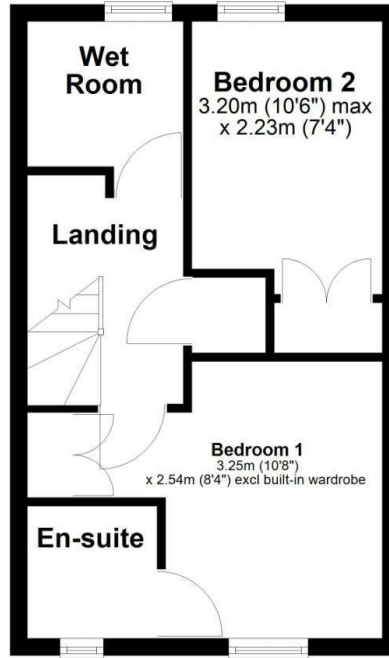 Wet
Room
Bedroom 2
3.20m (10'6") max
x 2.23m (7'4")
Landing
Bedroom 1
3.25m (10'8")
x 2.54m (8'4") excl built-in wardrobe
En-suite